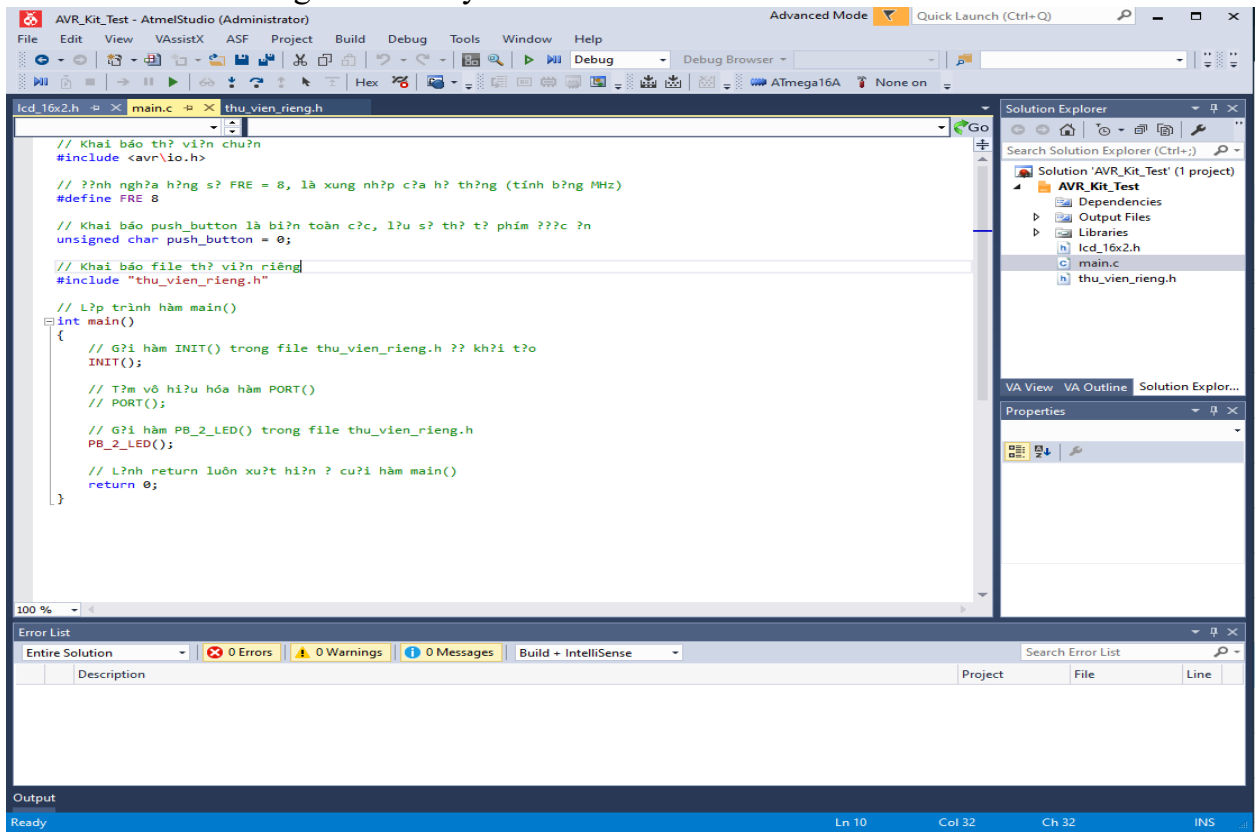 AVR_Kit_Test - AtmelStudio (Administrator)
Advanced Mode
Quick Launch (Ctrl+Q)
File Edit View VAssistX ASF Project Build Debug Tools Window Help
Debug Debug Browser
Hex ATmega16A None on
lcd_16x2.h main.c thu_vien_rieng.h
Go
// Khai báo th? vi?n chu?n
#include <avr\io.h>
// ??nh ngh?a h?ng s? FRE = 8, là xung nh?p c?a h? th?ng (tính b?ng MHz)
#define FRE 8
// Khai báo push_button là bi?n toàn c?c, l?u s? th? t? phím ???c ?n
unsigned char push_button = 0;
// Khai báo file th? vi?n riêng
#include "thu_vien_rieng.h"
// L?p trình hàm main()
int main()
{
// G?i hàm INIT() trong file thu_vien_rieng.h ?? kh?i t?o
INIT();
// T?m vô hi?u hóa hàm PORT()
// PORT();
// G?i hàm PB_2_LED() trong file thu_vien_rieng.h
PB_2_LED();
// L?nh return luôn xu?t hi?n ? cu?i hàm main()
return 0;
}
100 %
Solution Explorer
Search Solution Explorer (Ctrl+;)
Solution 'AVR_Kit_Test' (1 project)
AVR_Kit_Test
Dependencies
Output Files
Libraries
lcd_16x2.h
main.c
thu_vien_rieng.h
VA View VA Outline Solution Explor...
Properties
Error List
Entire Solution 0 Errors 0 Warnings 0 Messages Build + IntelliSense Search Error List
Description Project File Line
Output
Ready Ln 10 Col 32 Ch 32 INS